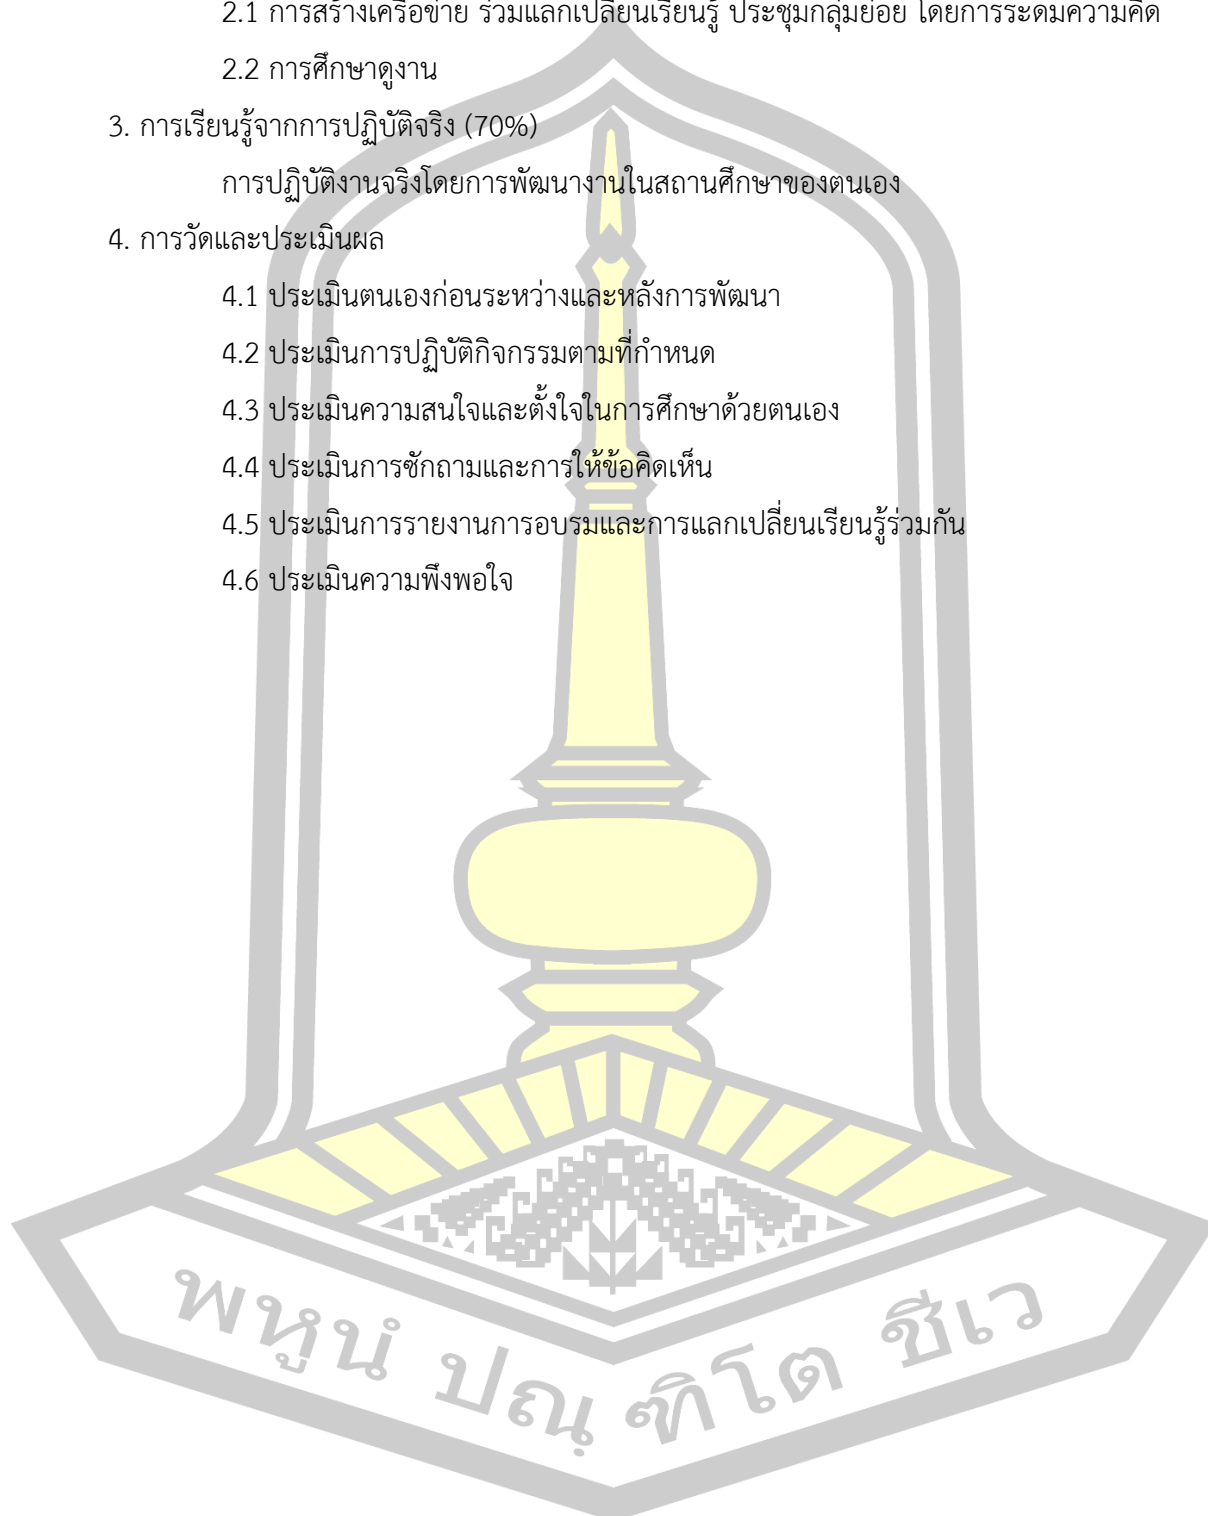 2.1 การสร้างเครือข่าย ร่วมแลกเปลี่ยนเรียนรู้ ประชุมกลุ่มย่อย โดยการระดมความคิด
2.2 การศึกษาดูงาน
3. การเรียนรู้จากการปฏิบัติจริง (70%)
การปฏิบัติงานจริงโดยการพัฒนางานในสถานศึกษาของตนเอง
4. การวัดและประเมินผล
4.1 ประเมินตนเองก่อนระหว่างและหลังการพัฒนา
4.2 ประเมินการปฏิบัติกิจกรรมตามที่กำหนด
4.3 ประเมินความสนใจและตั้งใจในการศึกษาด้วยตนเอง
4.4 ประเมินการซักถามและการให้ข้อคิดเห็น
4.5 ประเมินการรายงานการอบรมและการแลกเปลี่ยนเรียนรู้ร่วมกัน
4.6 ประเมินความพึงพอใจ
พหูนํ ปณฺฑิโต ชีเว